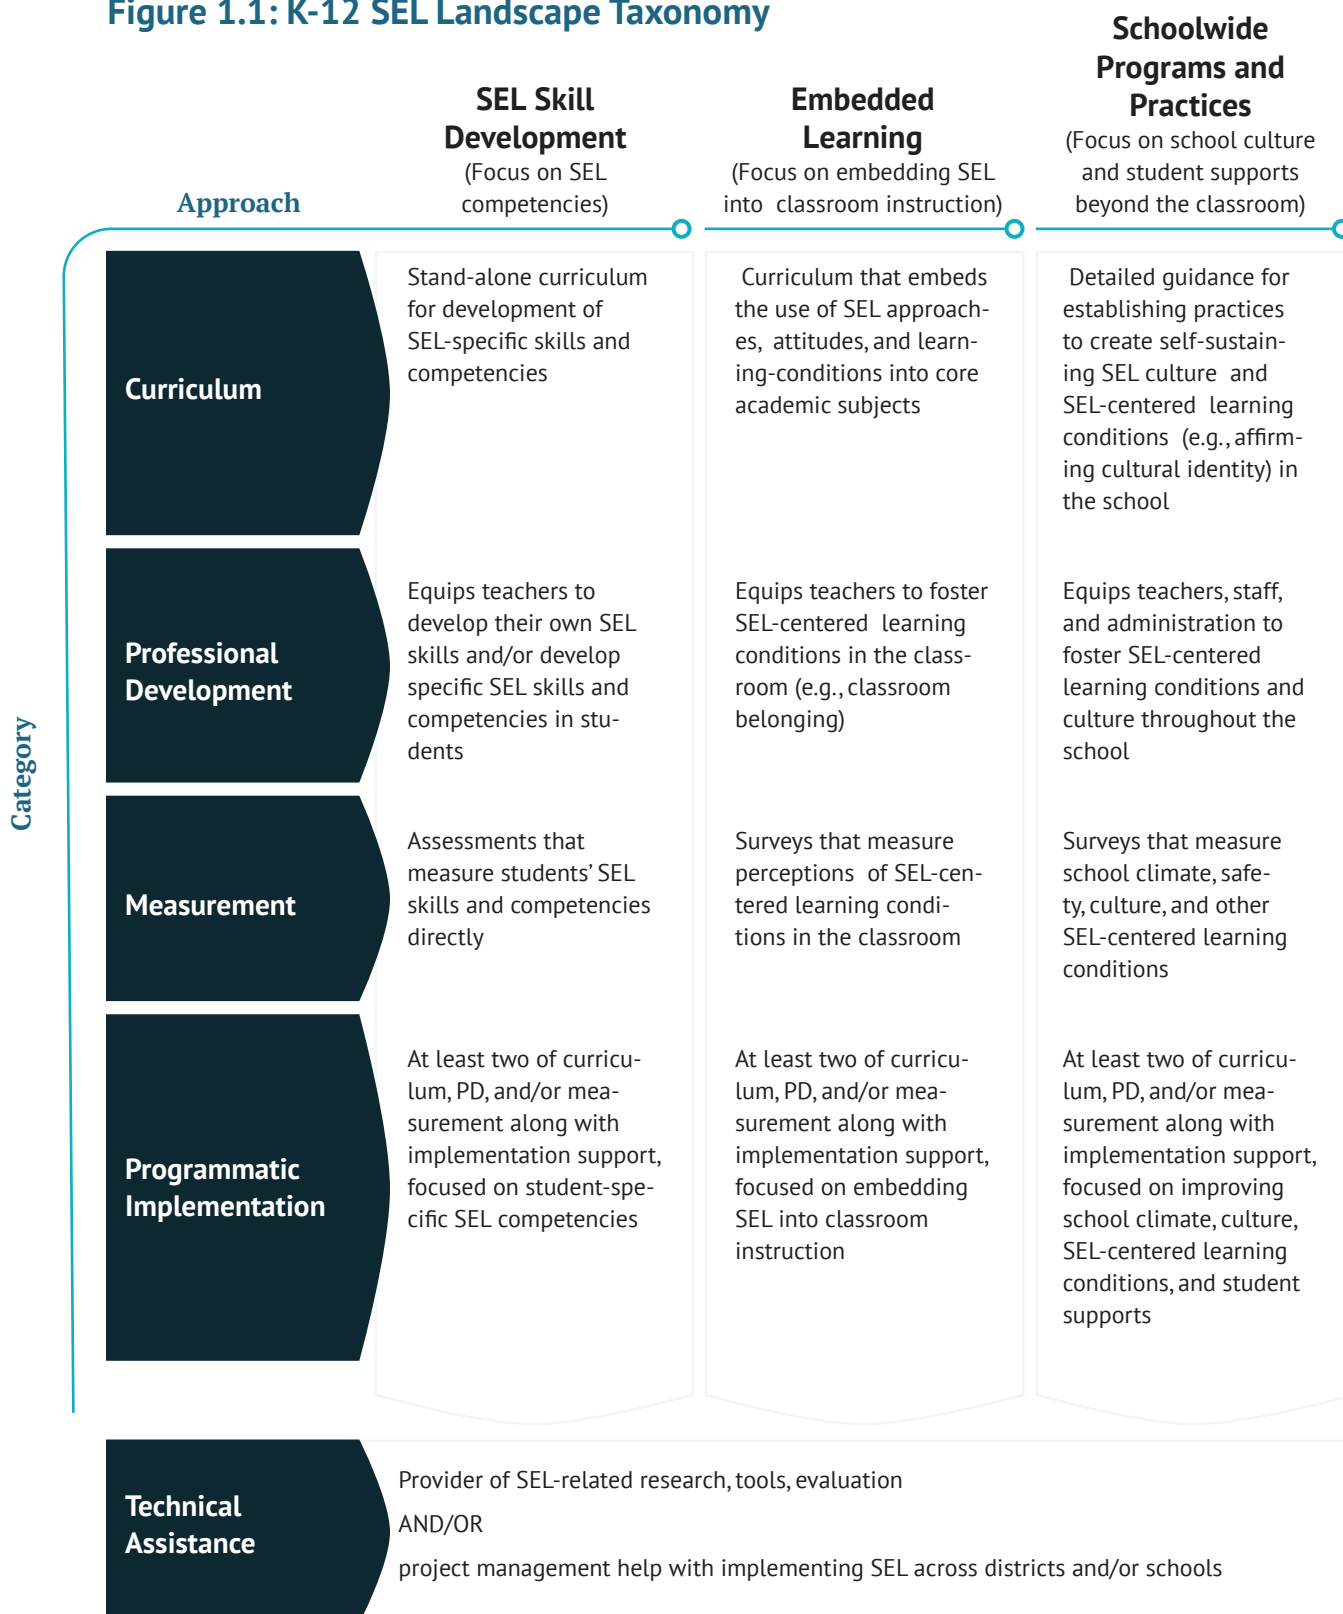 Figure 1.1: K-12 SEL Landscape Taxonomy
Approach
SEL Skill
Development
(Focus on SEL
competencies)
Embedded
Learning
(Focus on embedding SEL
into classroom instruction)
Schoolwide
Programs and
Practices
(Focus on school culture
and student supports
beyond the classroom)
Category
Curriculum
Stand-alone curriculum
for development of
SEL-specific skills and
competencies
Curriculum that embeds
the use of SEL approach-
es, attitudes, and learn-
ing-conditions into core
academic subjects
Detailed guidance for
establishing practices
to create self-sustain-
ing SEL culture and
SEL-centered learning
conditions (e.g., affirm-
ing cultural identity) in
the school
Professional
Development
Equips teachers to
develop their own SEL
skills and/or develop
specific SEL skills and
competencies in stu-
dents
Equips teachers to foster
SEL-centered learning
conditions in the class-
room (e.g., classroom
belonging)
Equips teachers, staff,
and administration to
foster SEL-centered
learning conditions and
culture throughout the
school
Measurement
Assessments that
measure students’ SEL
skills and competencies
directly
Surveys that measure
perceptions of SEL-cen-
tered learning condi-
tions in the classroom
Surveys that measure
school climate, safe-
ty, culture, and other
SEL-centered learning
conditions
Programmatic
Implementation
At least two of curricu-
lum, PD, and/or mea-
surement along with
implementation support,
focused on student-spe-
cific SEL competencies
At least two of curricu-
lum, PD, and/or mea-
surement along with
implementation support,
focused on embedding
SEL into classroom
instruction
At least two of curricu-
lum, PD, and/or mea-
surement along with
implementation support,
focused on improving
school climate, culture,
SEL-centered learning
conditions, and student
supports
Technical
Assistance
Provider of SEL-related research, tools, evaluation
AND/OR
project management help with implementing SEL across districts and/or schools